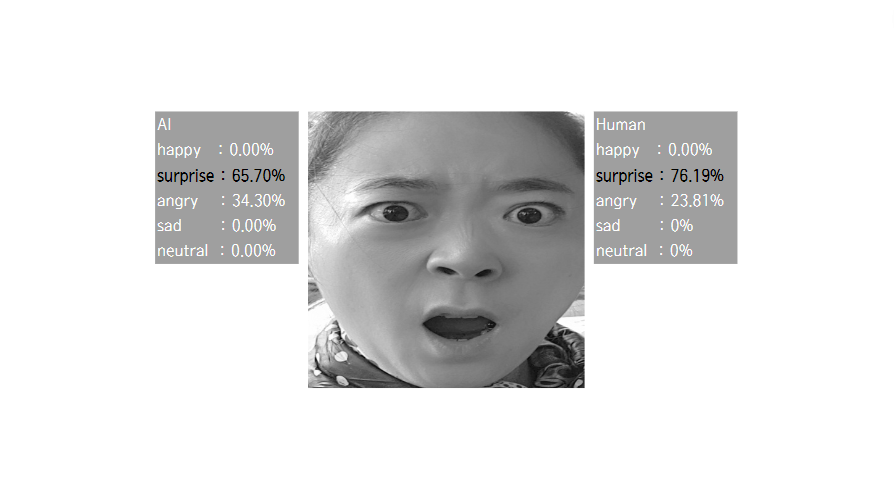 AI
happy : 0.00%
surprise : 65.70%
angry : 34.30%
sad : 0.00%
neutral : 0.00%
Human
happy : 0.00%
surprise : 76.19%
angry : 23.81%
sad : 0%
neutral : 0%